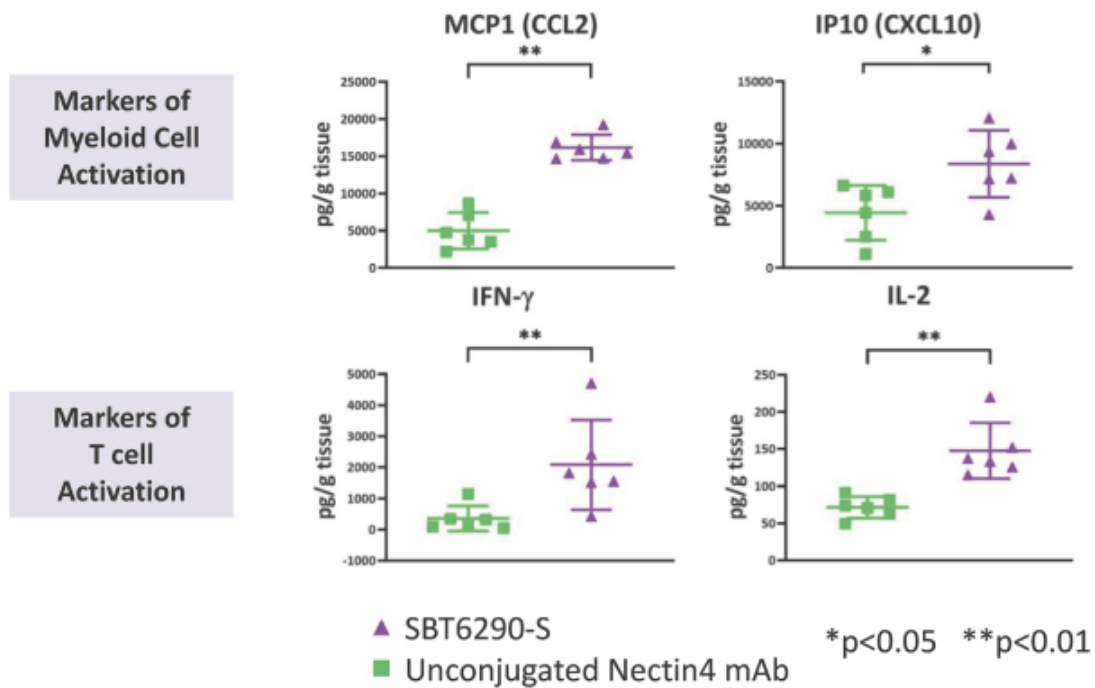 MCP1 (CCL2)
**
25000
20000
15000
10000
5000
0
pg/g tissue
IP10 (CXCL10)
*
15000
10000
5000
0
pg/g tissue
Markers of
Myeloid Cell
Activation
IFN-γ
**
5000
4000
3000
2000
1000
0
-1000
pg/g tissue
IL-2
**
250
200
150
100
50
0
pg/g tissue
Markers of
T cell
Activation
SBT6290-S
Unconjugated Nectin4 mAb
*p<0.05 **p<0.01